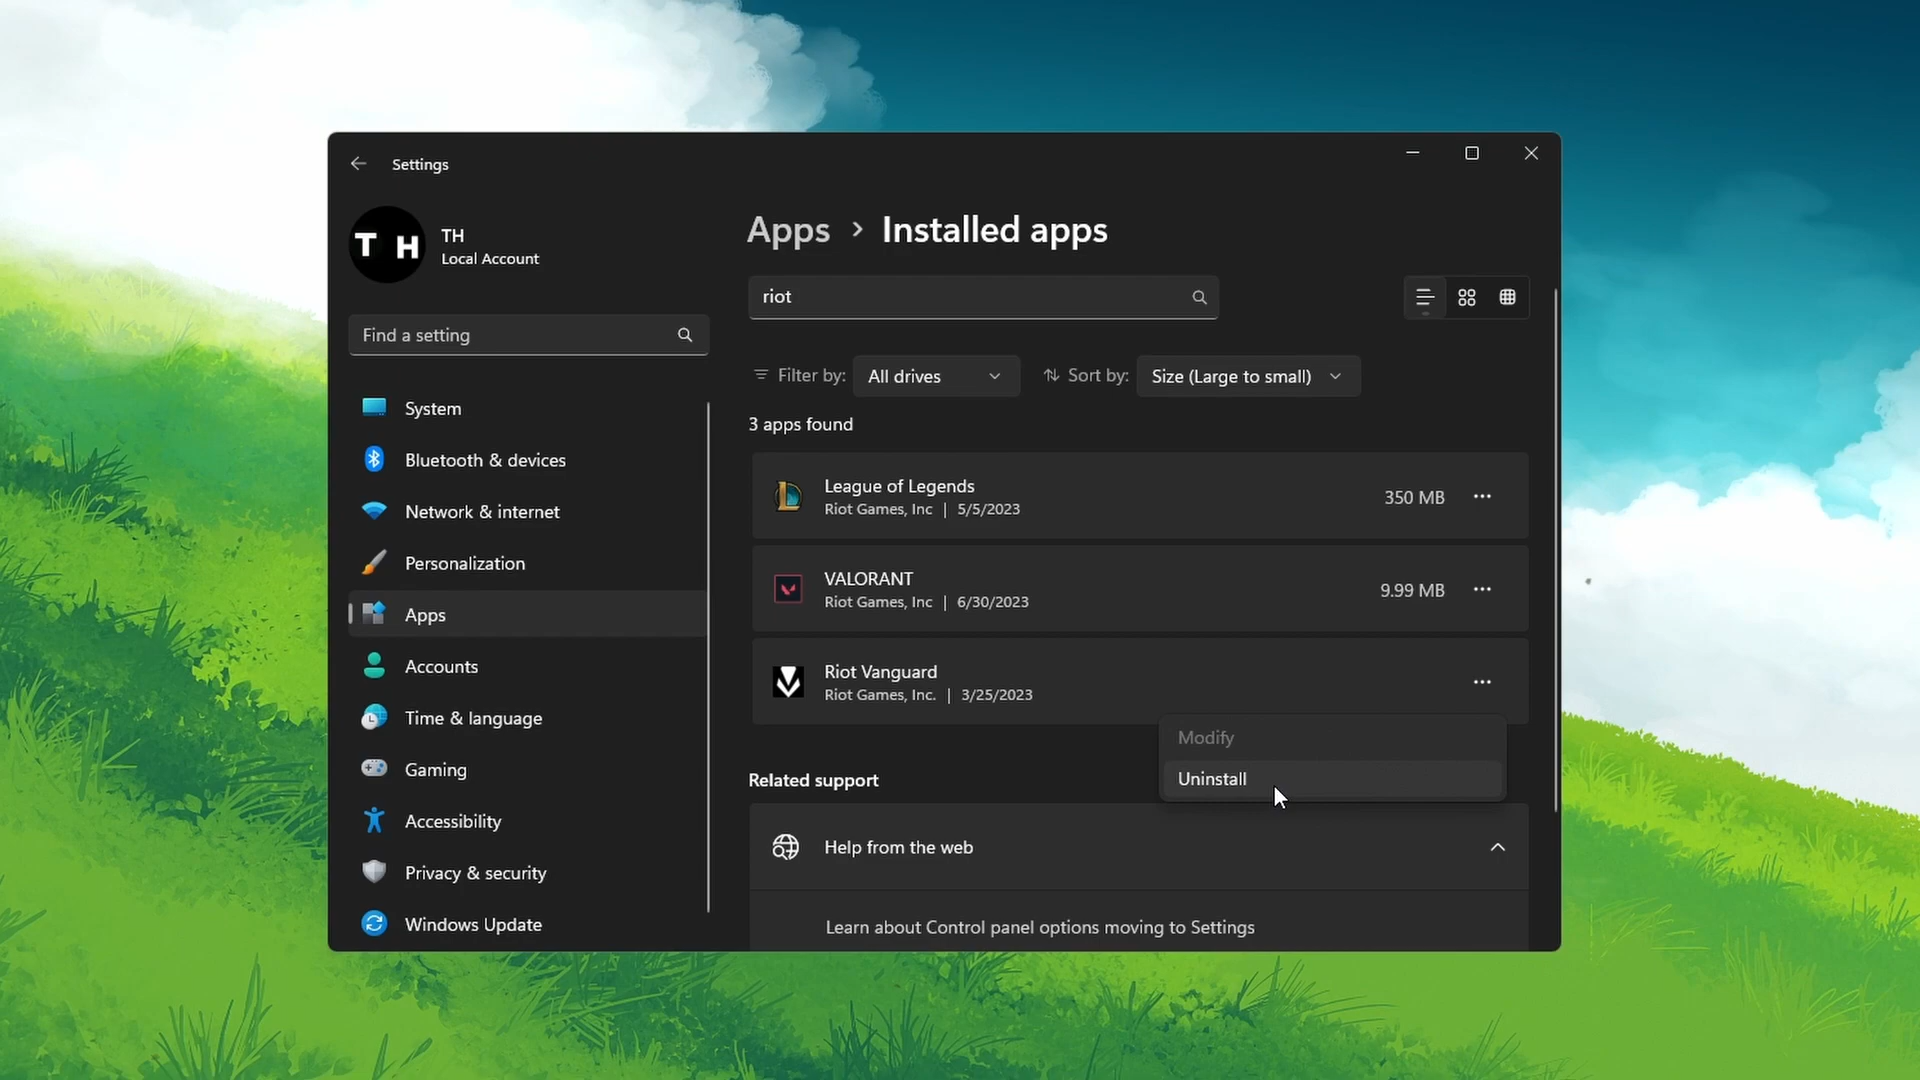 Settings
T H
TH
Local Account
Find a setting
System
Bluetooth & devices
Network & internet
Personalization
Apps
Accounts
Time & language
Gaming
Accessibility
Privacy & security
Windows Update
Apps > Installed apps
riot
Filter by: All drives Sort by: Size (Large to small)
3 apps found
League of Legends
Riot Games, Inc | 5/5/2023
350 MB
VALORANT
Riot Games, Inc | 6/30/2023
9.99 MB
Riot Vanguard
Riot Games, Inc. | 3/25/2023
Modify
Uninstall
Related support
Help from the web
Learn about Control panel options moving to Settings